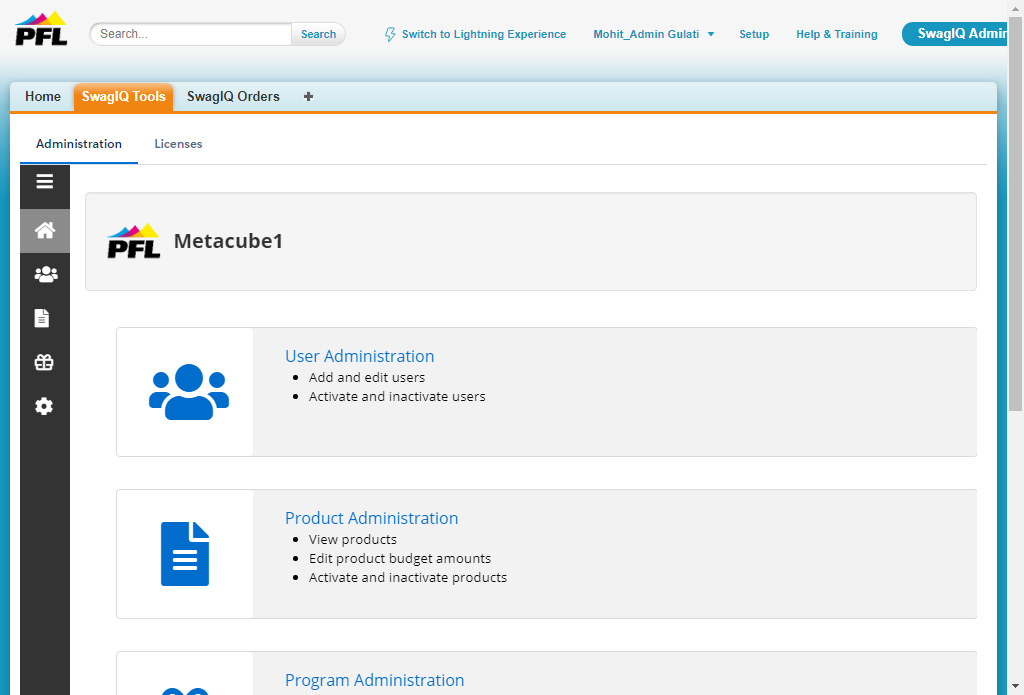 PFL
Search...
Search
Switch to Lightning Experience
Mohit_Admin Gulati
Setup
Help & Training
SwagIQ Admin
Home
SwagIQ Tools
SwagIQ Orders
Administration
Licenses
PFL
Metacube1
User Administration
Add and edit users
Activate and inactivate users
Product Administration
View products
Edit product budget amounts
Activate and inactivate products
Program Administration